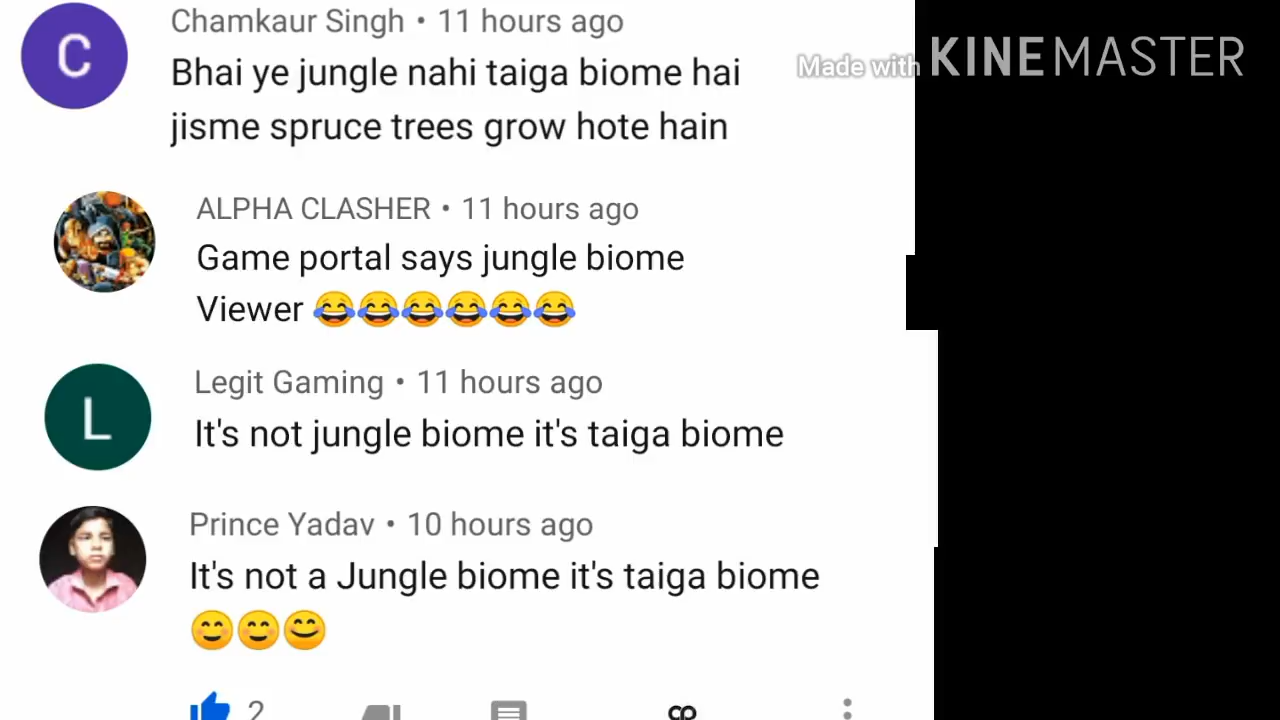 Chamkaur Singh • 11 hours ago
Made with KINEMASTER
Bhai ye jungle nahi taiga biome hai
jisme spruce trees grow hote hain
ALPHA CLASHER • 11 hours ago
Game portal says jungle biome
Viewer 😂😂😂😂😂😂
Legit Gaming • 11 hours ago
It's not jungle biome it's taiga biome
Prince Yadav • 10 hours ago
It's not a Jungle biome it's taiga biome
😊😊😊
2
C
L